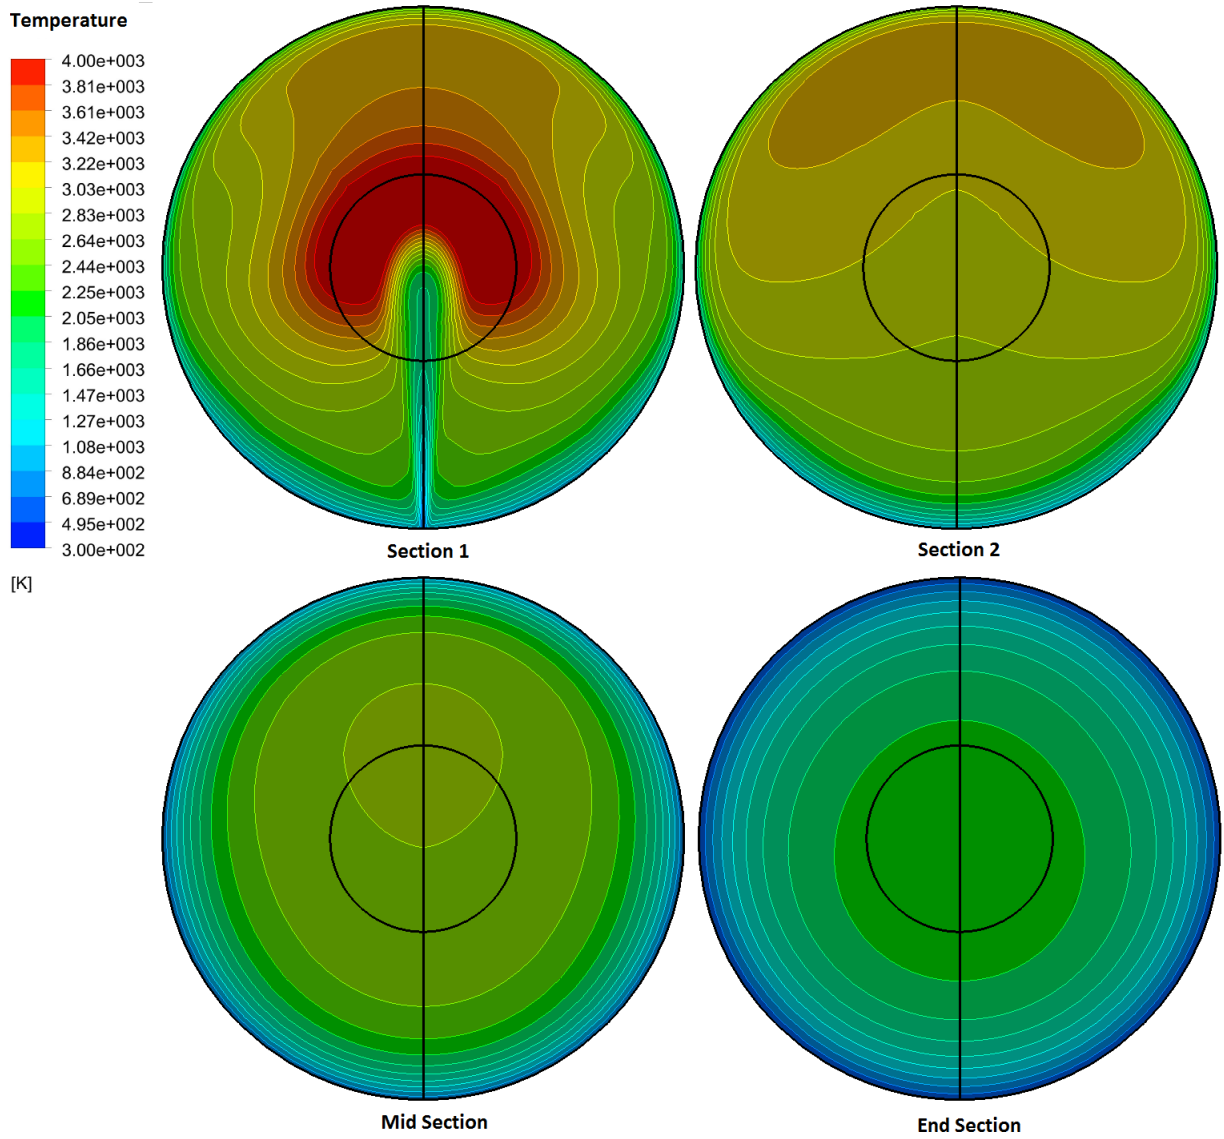 Temperature
4.00e+003
3.81e+003
3.61e+003
3.42e+003
3.22e+003
3.03e+003
2.83e+003
2.64e+003
2.44e+003
2.25e+003
2.05e+003
1.86e+003
1.66e+003
1.47e+003
1.27e+003
1.08e+003
8.84e+002
6.89e+002
4.95e+002
3.00e+002
[K]
Section 1
Section 2
Mid Section
End Section